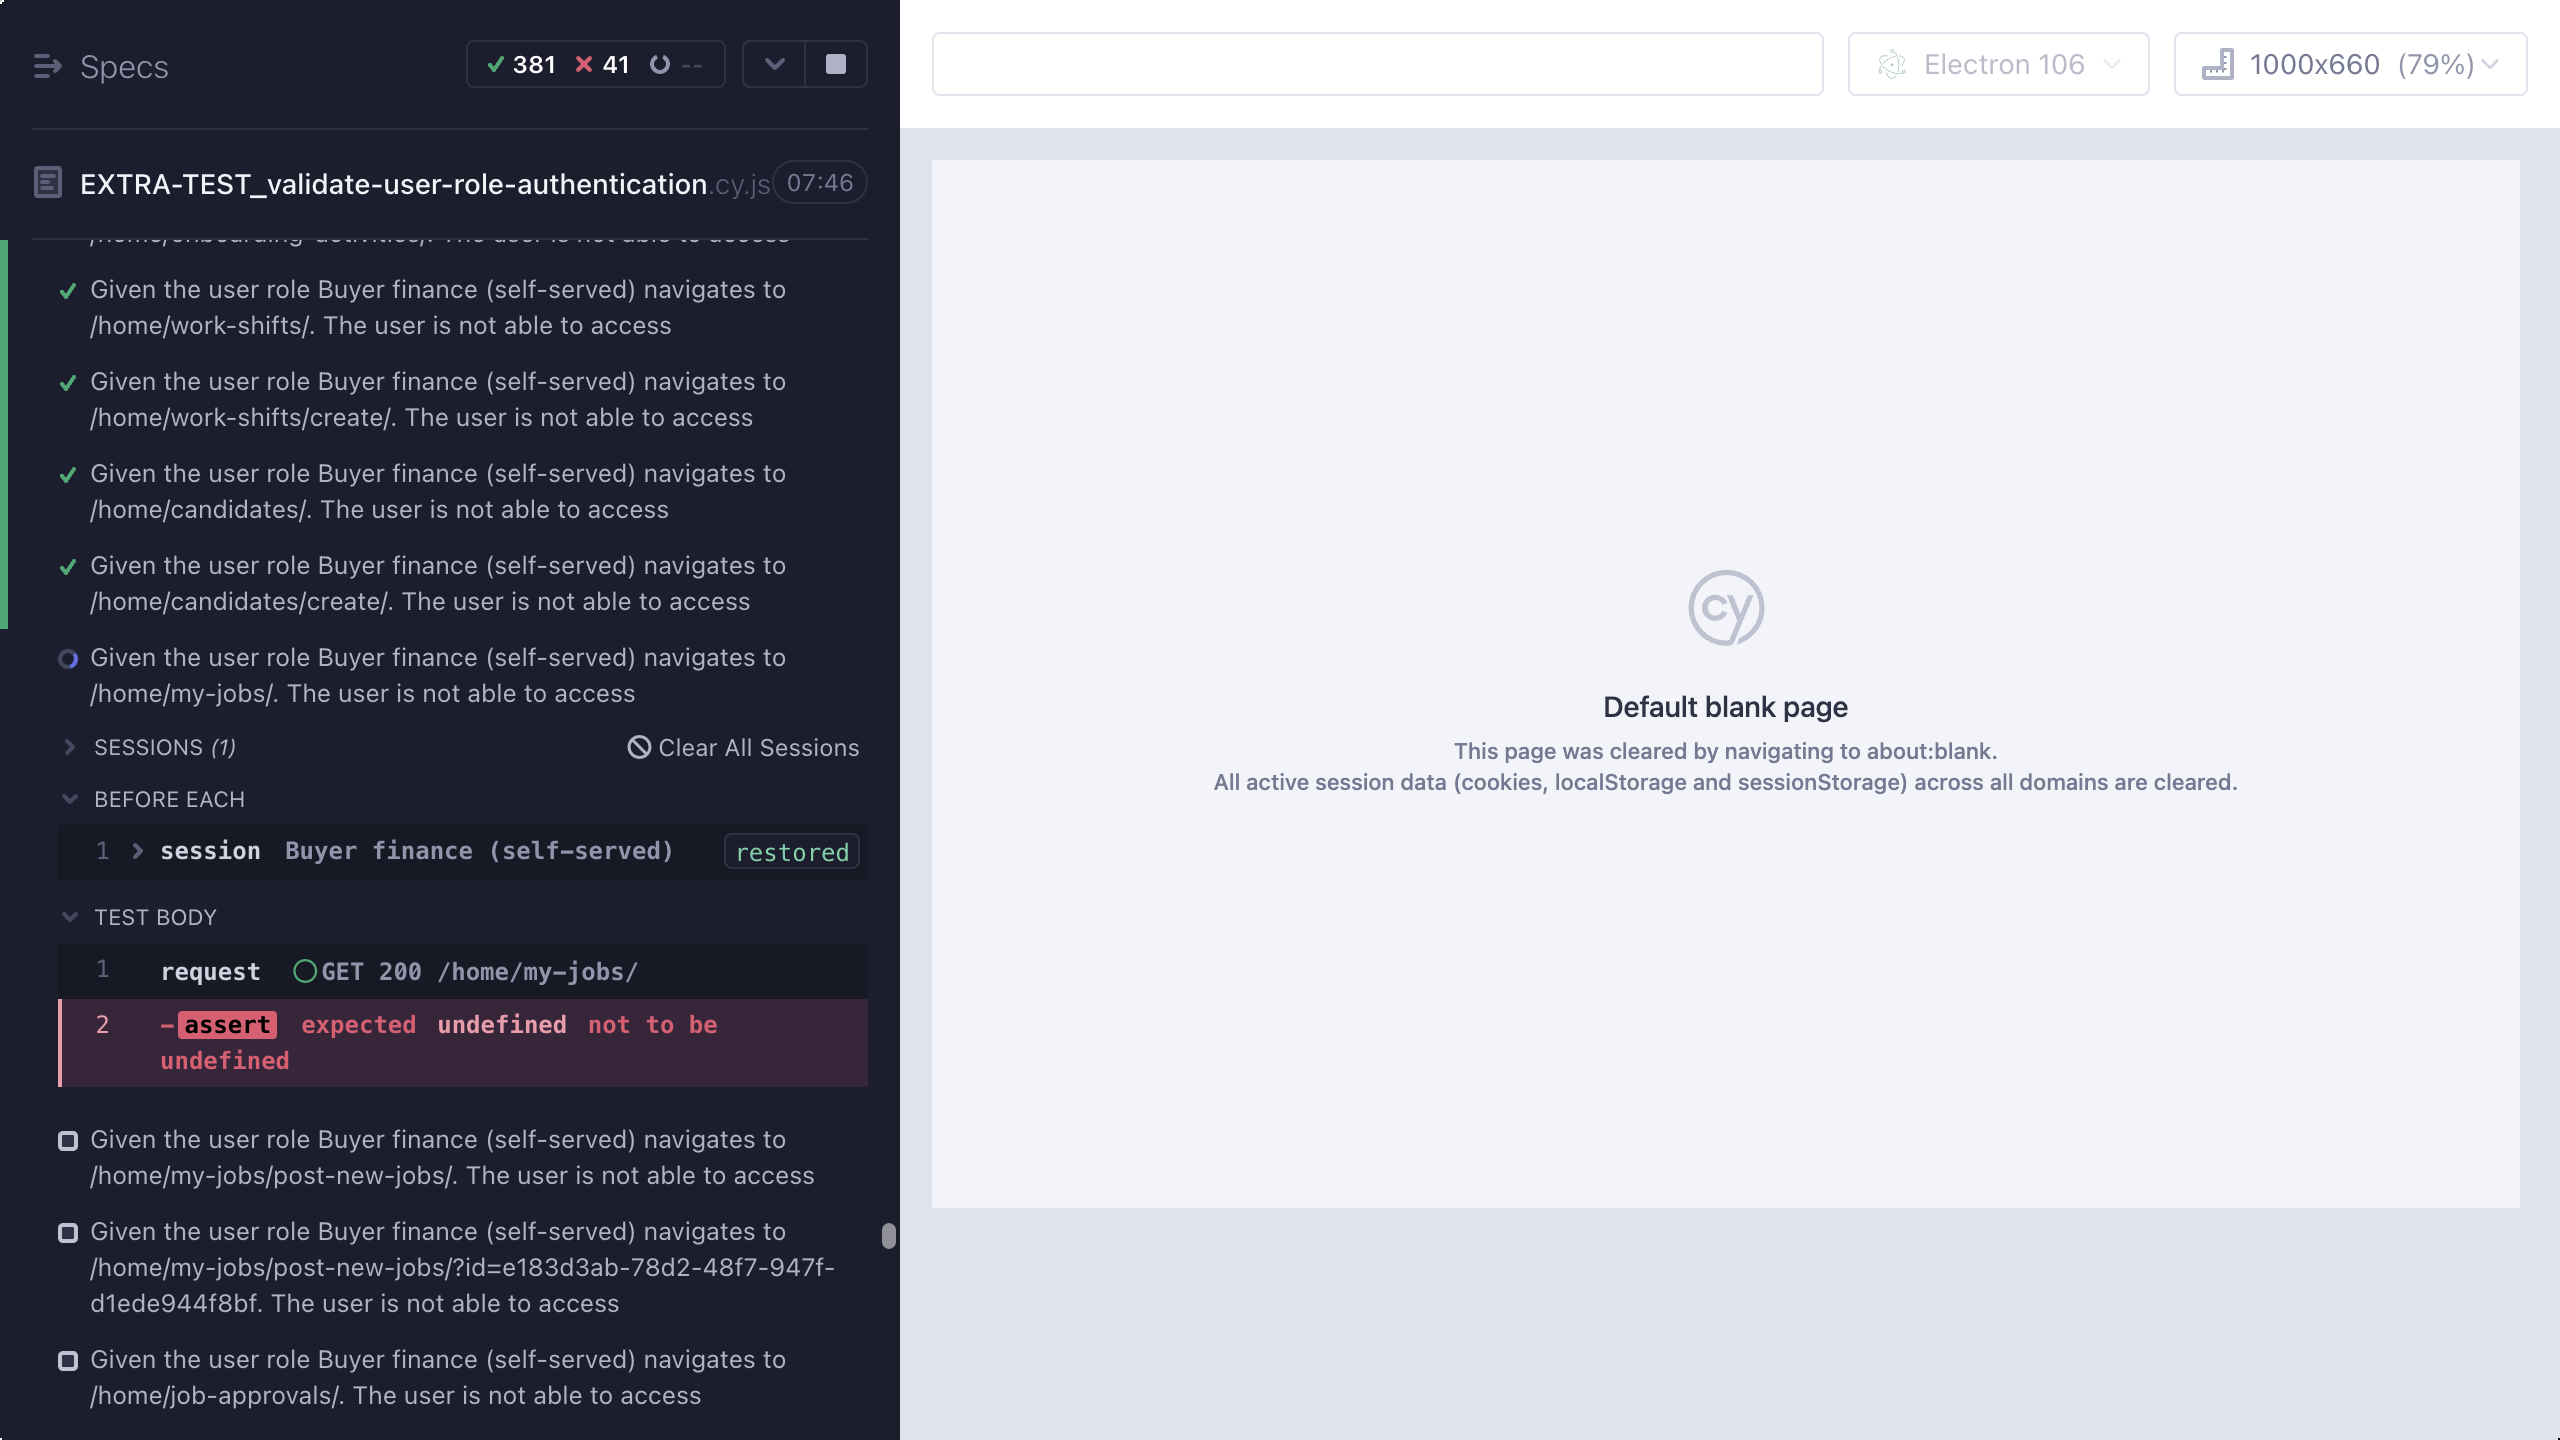 Specs
381 41 --
EXTRA-TEST_validate-user-role-authentication.cy.js 07:46
/home/onboarding-activities/. The user is not able to access
Given the user role Buyer finance (self-served) navigates to
/home/work-shifts/. The user is not able to access
Given the user role Buyer finance (self-served) navigates to
/home/work-shifts/create/. The user is not able to access
Given the user role Buyer finance (self-served) navigates to
/home/candidates/. The user is not able to access
Given the user role Buyer finance (self-served) navigates to
/home/candidates/create/. The user is not able to access
Given the user role Buyer finance (self-served) navigates to
/home/my-jobs/. The user is not able to access
SESSIONS (1) Clear All Sessions
BEFORE EACH
1 session Buyer finance (self-served) restored
TEST BODY
1 request GET 200 /home/my-jobs/
2 -assert expected undefined not to be
undefined
Given the user role Buyer finance (self-served) navigates to
/home/my-jobs/post-new-jobs/. The user is not able to access
Given the user role Buyer finance (self-served) navigates to
/home/my-jobs/post-new-jobs/?id=e183d3ab-78d2-48f7-947f-
d1ede944f8bf. The user is not able to access
Given the user role Buyer finance (self-served) navigates to
/home/job-approvals/. The user is not able to access
Electron 106
1000x660 (79%)
cy
Default blank page
This page was cleared by navigating to about:blank.
All active session data (cookies, localStorage and sessionStorage) across all domains are cleared.